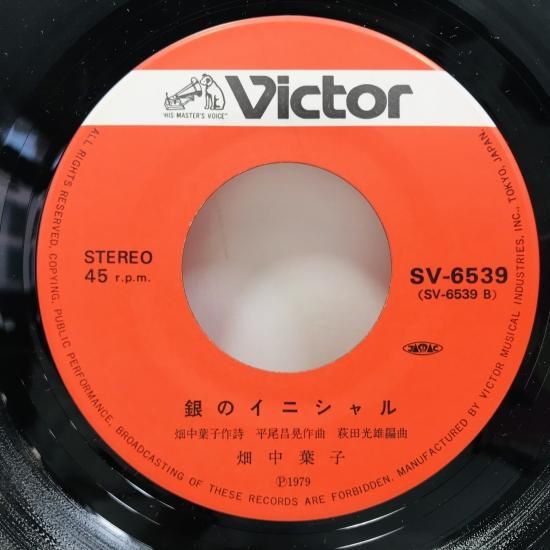 Victor
"HIS MASTER'S VOICE"
STEREO
45 r.p.m.
SV-6539
(SV-6539 B)
JASRAC
銀のイニシャル
畑中葉子作詩 平尾昌晃作曲 萩田光雄編曲
畑中葉子
Ⓟ1979
ALL RIGHTS RESERVED. COPYING. PUBLIC PERFORMANCE, BROADCASTING OF THESE RECORDS ARE FORBIDDEN. MANUFACTURED BY VICTOR MUSICAL INDUSTRIES, INC., TOKYO, JAPAN.